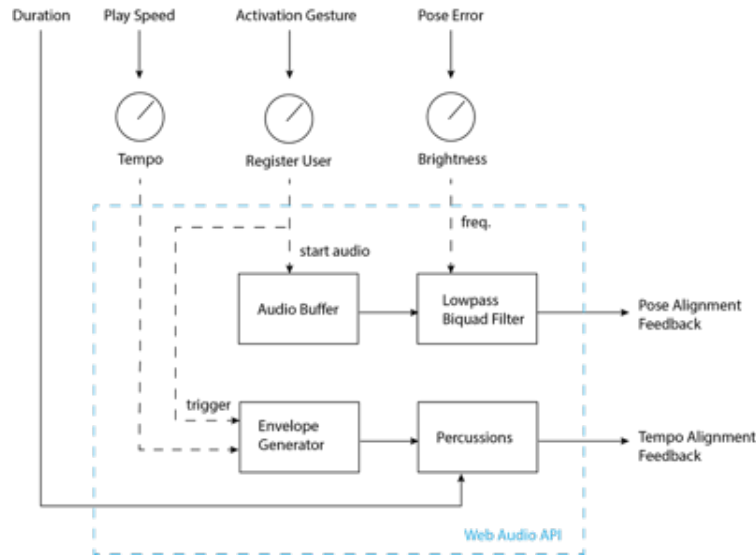 Duration
Play Speed
Activation Gesture
Pose Error
Tempo
Register User
Brightness
freq.
start audio
Audio Buffer
Lowpass
Biquad Filter
Pose Alignment
Feedback
trigger
Envelope
Generator
Percussions
Tempo Alignment
Feedback
Web Audio API